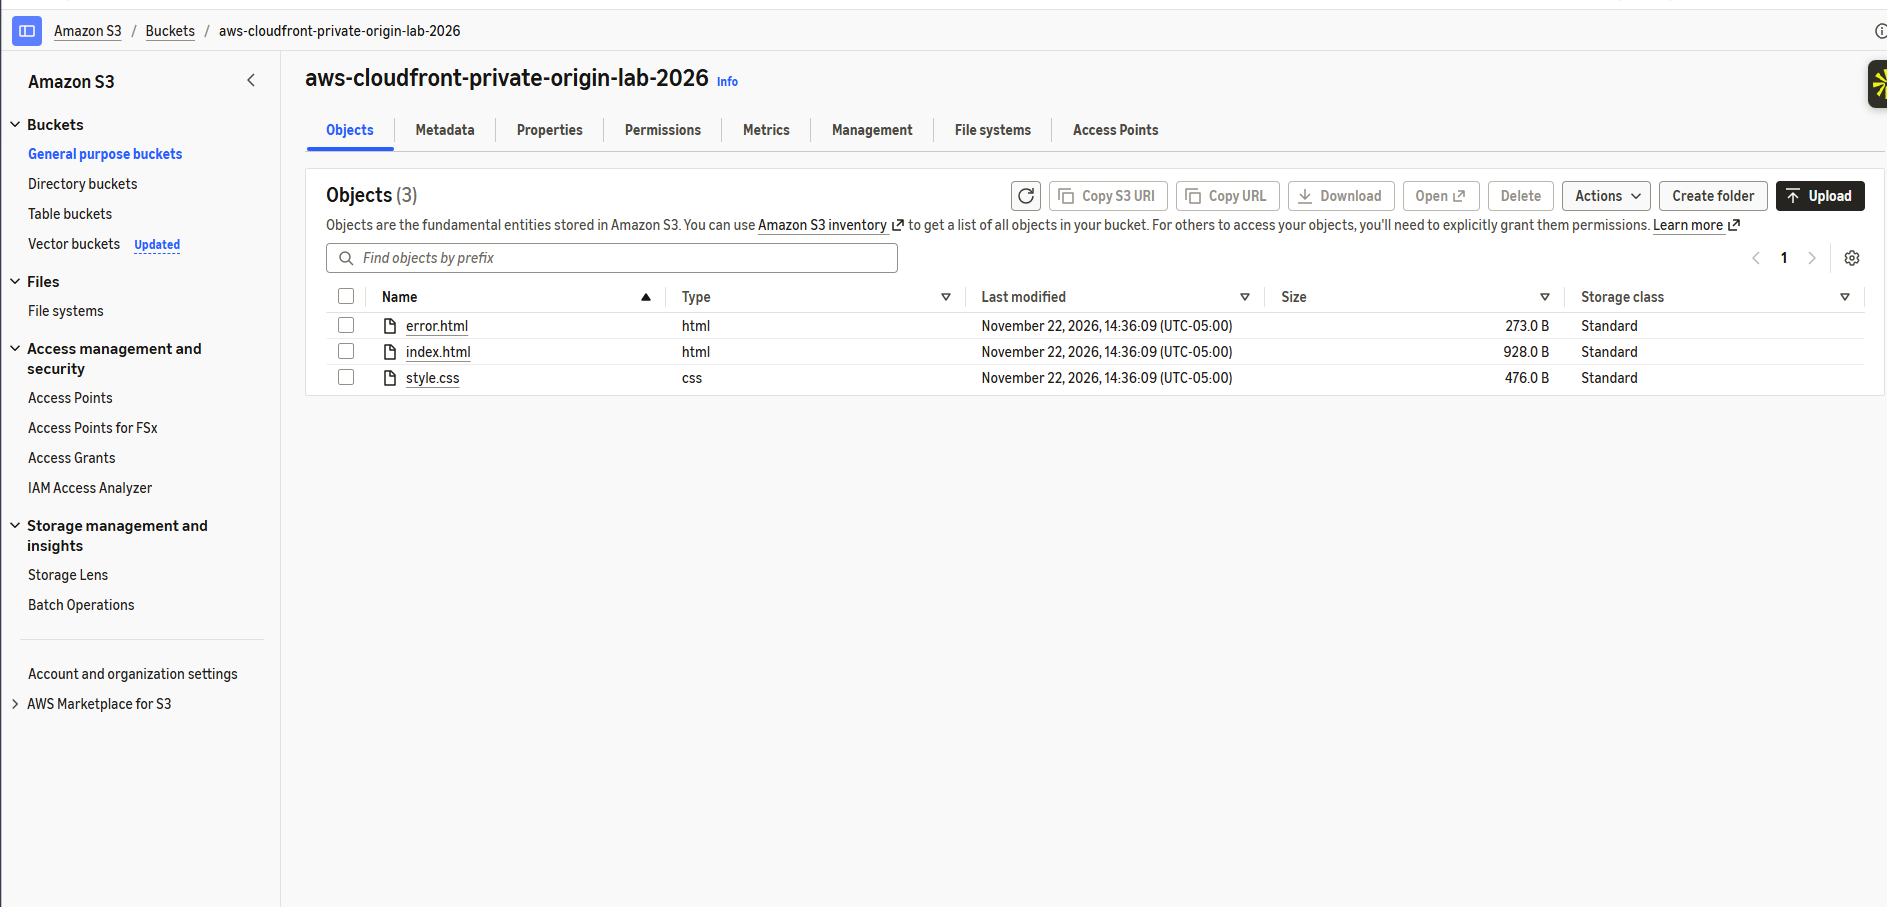 Amazon S3 / Buckets / aws-cloudfront-private-origin-lab-2026
Amazon S3
Buckets
General purpose buckets
Directory buckets
Table buckets
Vector buckets Updated
Files
File systems
Access management and
security
Access Points
Access Points for FSx
Access Grants
IAM Access Analyzer
Storage management and
insights
Storage Lens
Batch Operations
Account and organization settings
AWS Marketplace for S3
aws-cloudfront-private-origin-lab-2026 Info
Objects Metadata Properties Permissions Metrics Management File systems Access Points
Objects (3)
Copy S3 URI Copy URL Download Open Delete Actions Create folder Upload
Objects are the fundamental entities stored in Amazon S3. You can use Amazon S3 inventory to get a list of all objects in your bucket. For others to access your objects, you'll need to explicitly grant them permissions. Learn more
Find objects by prefix
1
Name Type Last modified Size Storage class
error.html html November 22, 2026, 14:36:09 (UTC-05:00) 273.0 B Standard
index.html html November 22, 2026, 14:36:09 (UTC-05:00) 928.0 B Standard
style.css css November 22, 2026, 14:36:09 (UTC-05:00) 476.0 B Standard